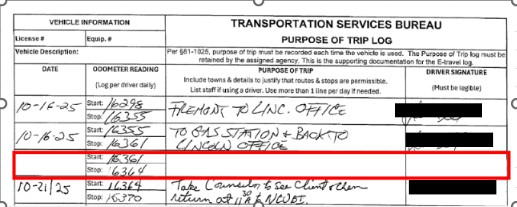 VEHICLE INFORMATION
TRANSPORTATION SERVICES BUREAU
License #
Equip. #
PURPOSE OF TRIP LOG
Vehicle Description:
Per §81-1025, purpose of trip must be recorded each time the vehicle is used. The Purpose of Trip log must be
retained by the assigned agency. This is the supporting documentation for the E-travel log.
DATE
ODOMETER READING
(Log per driver daily)
PURPOSE OF TRIP
Include towns & details to justify that routes & stops are permissible.
List staff if using a driver. Use more than 1 line per day if needed.
DRIVER SIGNATURE
(Must be legible)
10-16-25
Start: 16298
Stop: 16355
FREMONT TO LINC. OFFICE
10-16-25
Start: 16355
Stop: 16361
TO GAS STATION & BACK TO
LINCOLN OFFICE
Start: 16361
Stop: 16364
10/21/25
Start: 16364
Stop: 16370
Take Counselor to see Client & then
return at